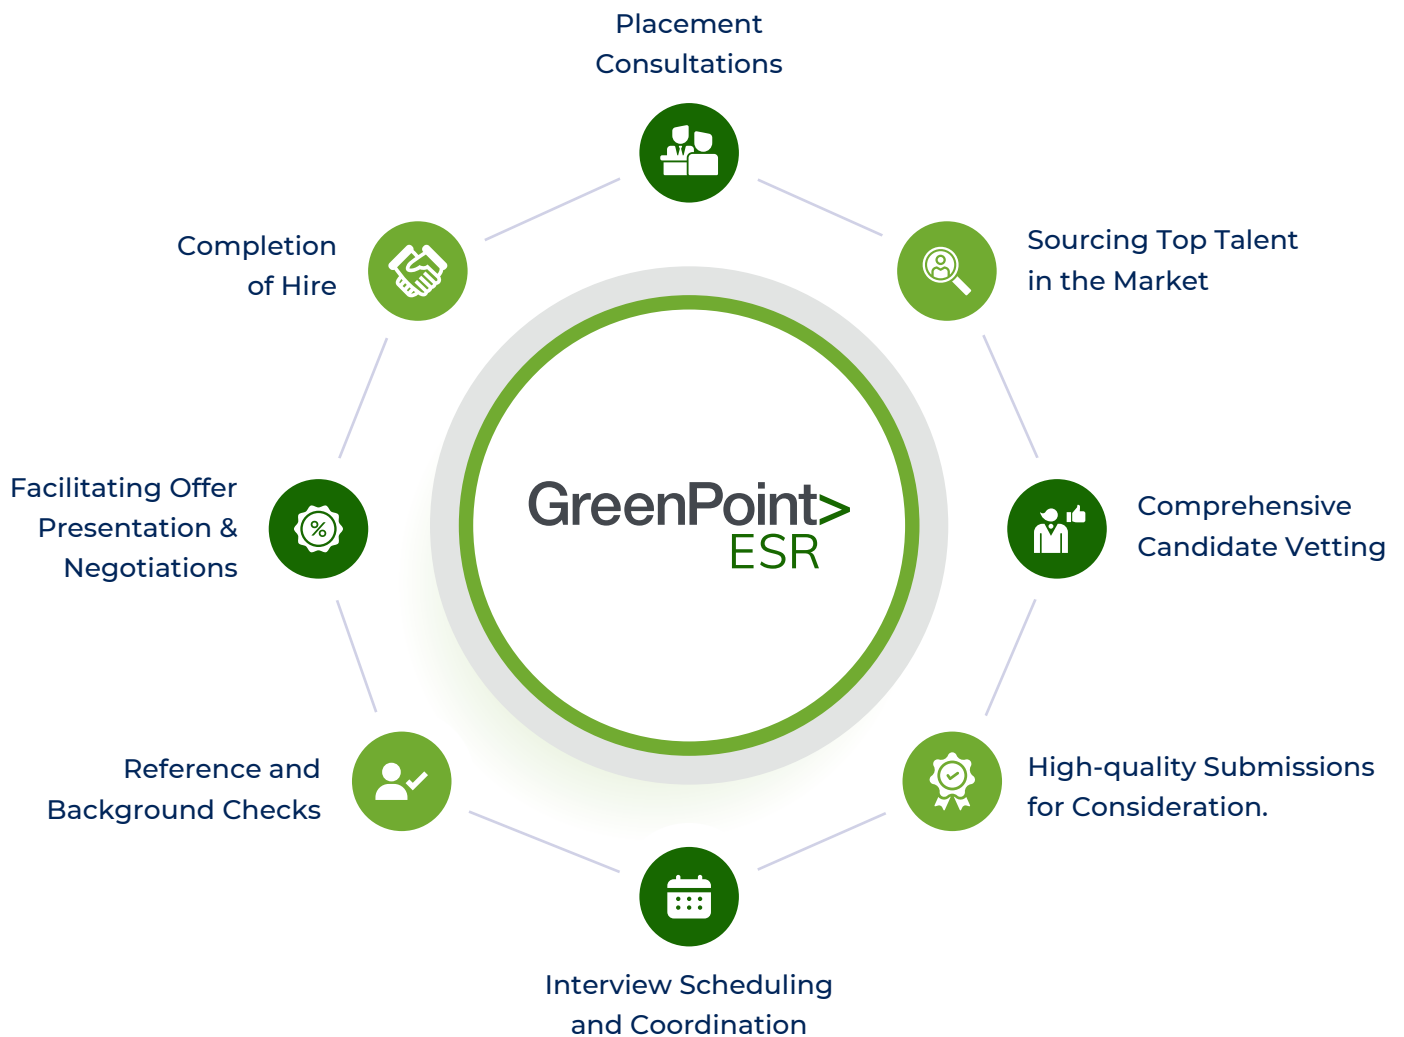 Placement
Consultations
Sourcing Top Talent
in the Market
Comprehensive
Candidate Vetting
High-quality Submissions
for Consideration.
Interview Scheduling
and Coordination
Reference and
Background Checks
Facilitating Offer
Presentation &
Negotiations
Completion
of Hire
GreenPoint>
ESR